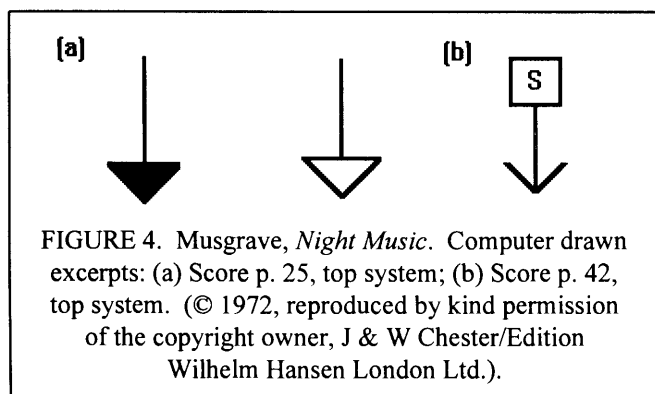 (a)
(b)
S
FIGURE 4. Musgrave, Night Music. Computer drawn
excerpts: (a) Score p. 25, top system; (b) Score p. 42,
top system. (© 1972, reproduced by kind permission
of the copyright owner, J & W Chester/Edition
Wilhelm Hansen London Ltd.).